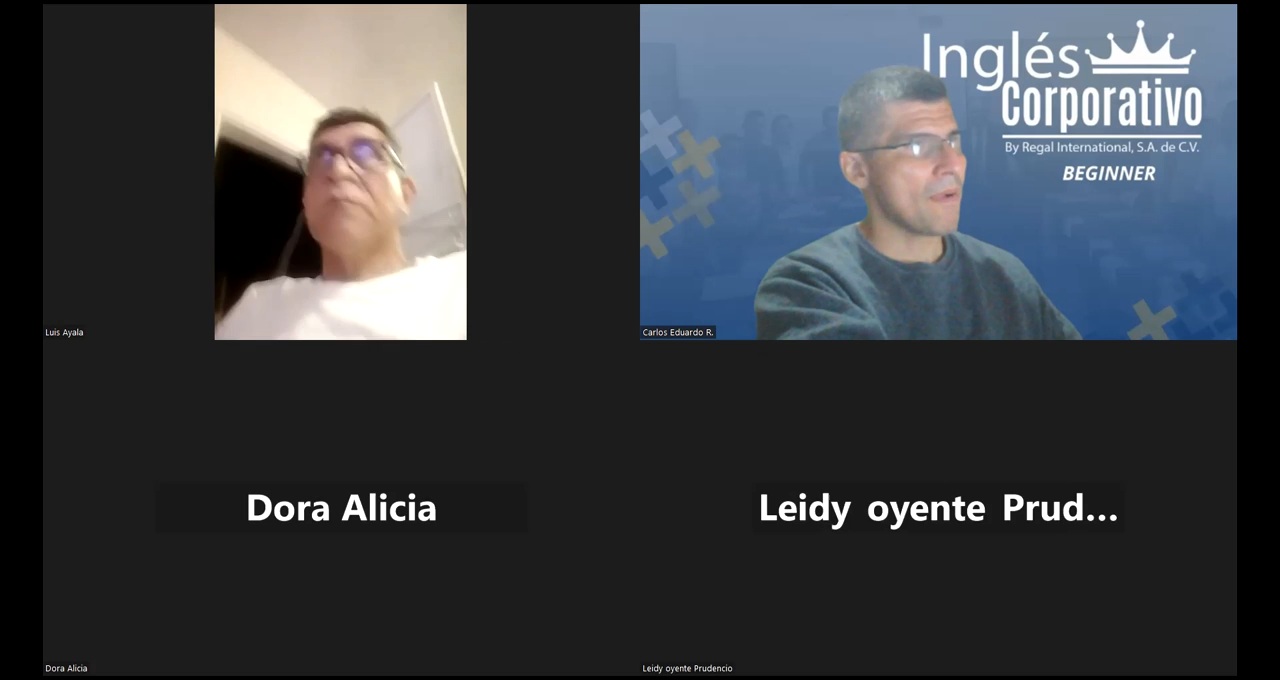 Inglés
Corporativo
By Regal International, S.A. de C.V.
BEGINNER
Luis Ayala
Carlos Eduardo R.
Dora Alicia
Leidy oyente Prud...
Dora Alicia
Leidy oyente Prudencio